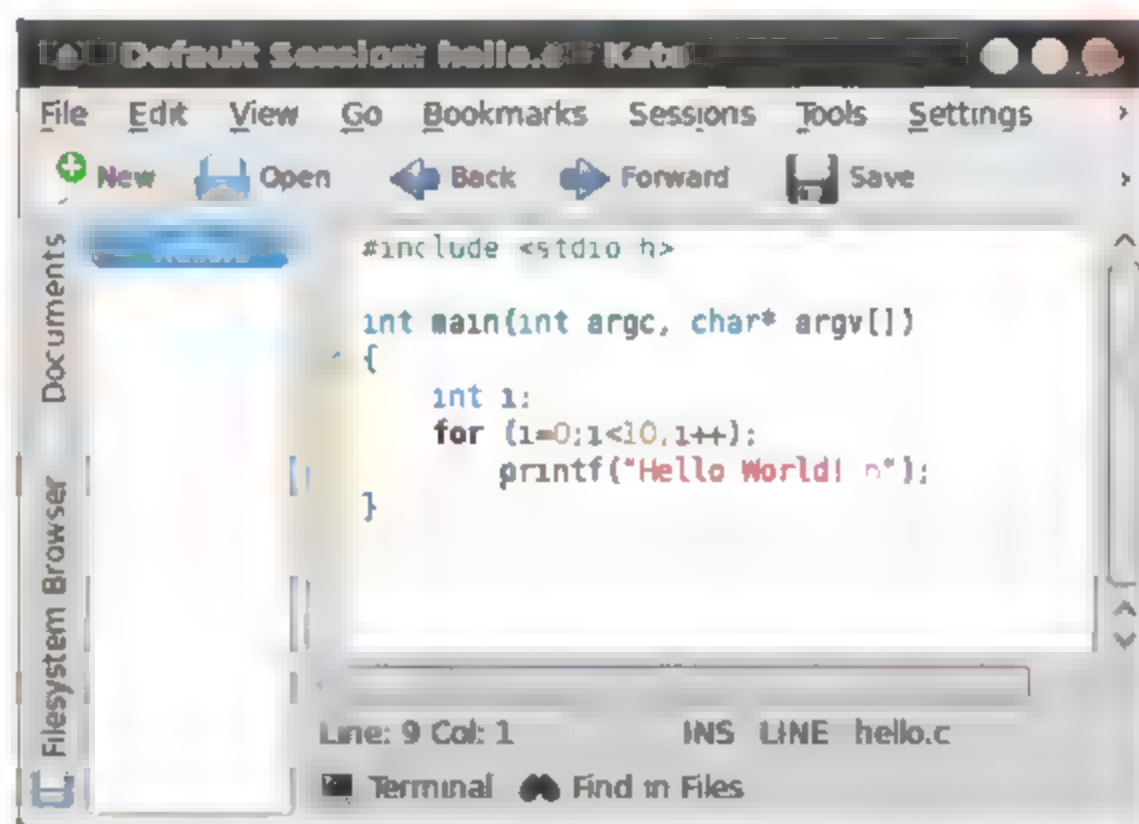 Default Session: hello.c - Kate
File Edit View Go Bookmarks Sessions Tools Settings
New Open Back Forward Save
Documents
Filesystem Browser
#include <stdio.h>
int main(int argc, char* argv[])
{
int i;
for (i=0;i<10;i++);
printf("Hello World! n");
}
Line: 9 Col: 1 INS LINE hello.c
Terminal Find in Files